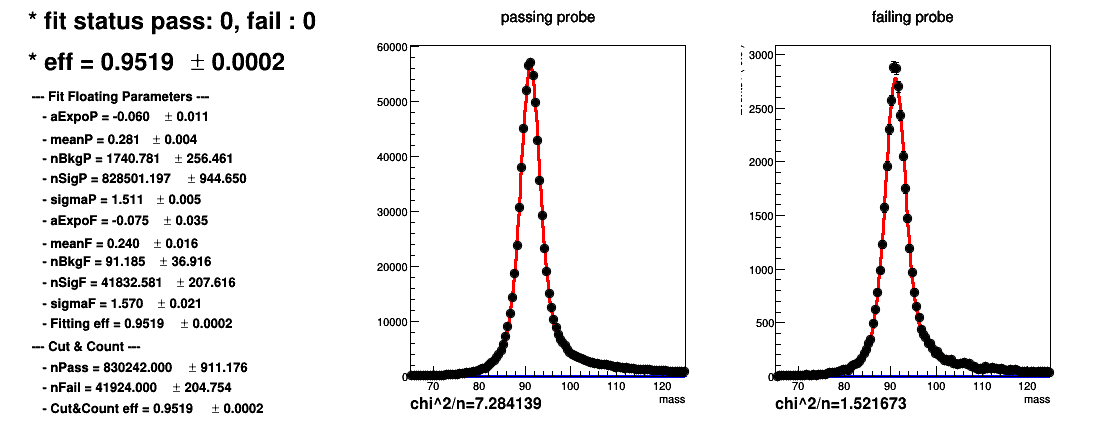 * fit status pass: 0, fail : 0
* eff = 0.9519 ± 0.0002
--- Fit Floating Parameters ---
- aExpoP = -0.060 ± 0.011
- meanP = 0.281 ± 0.004
- nBkgP = 1740.781 ± 256.461
- nSigP = 828501.197 ± 944.650
- sigmaP = 1.511 ± 0.005
- aExpoF = -0.075 ± 0.035
- meanF = 0.240 ± 0.016
- nBkgF = 91.185 ± 36.916
- nSigF = 41832.581 ± 207.616
- sigmaF = 1.570 ± 0.021
- Fitting eff = 0.9519 ± 0.0002
--- Cut & Count ---
- nPass = 830242.000 ± 911.176
- nFail = 41924.000 ± 204.754
- Cut&Count eff = 0.9519 ± 0.0002
passing probe
60000
50000
40000
30000
20000
10000
0
70 80 90 100 110 120
mass
chi^2/n=7.284139
failing probe
3000
2500
2000
1500
1000
500
0
70 80 90 100 110 120
mass
chi^2/n=1.521673